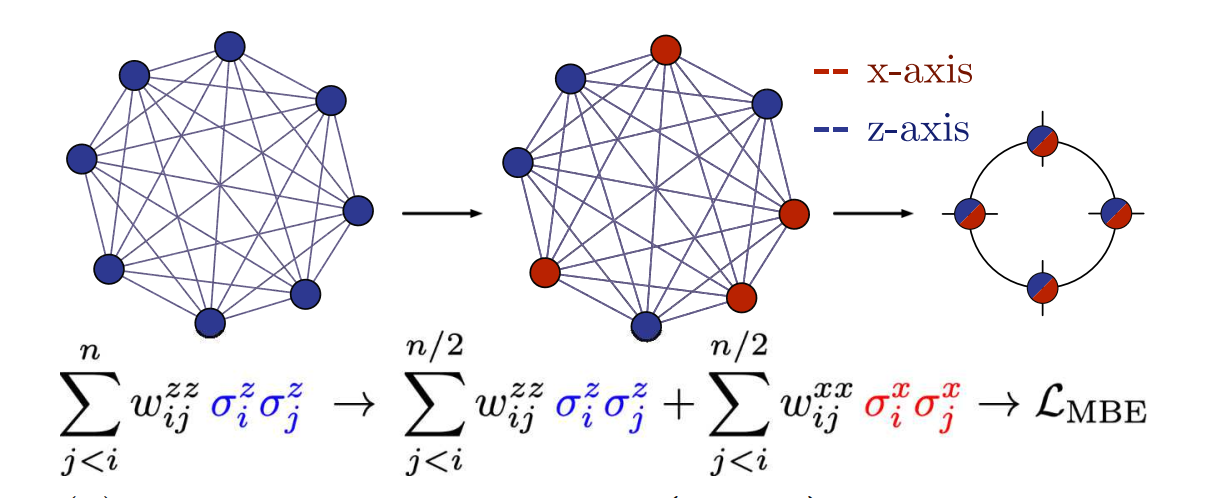 x-axis
z-axis
\sum_{j<i}^{n} w_{ij}^{zz} \sigma_i^z \sigma_j^z \rightarrow \sum_{j<i}^{n/2} w_{ij}^{zz} \sigma_i^z \sigma_j^z + \sum_{j<i}^{n/2} w_{ij}^{xx} \sigma_i^x \sigma_j^x \rightarrow \mathcal{L}_{\mathrm{MBE}}